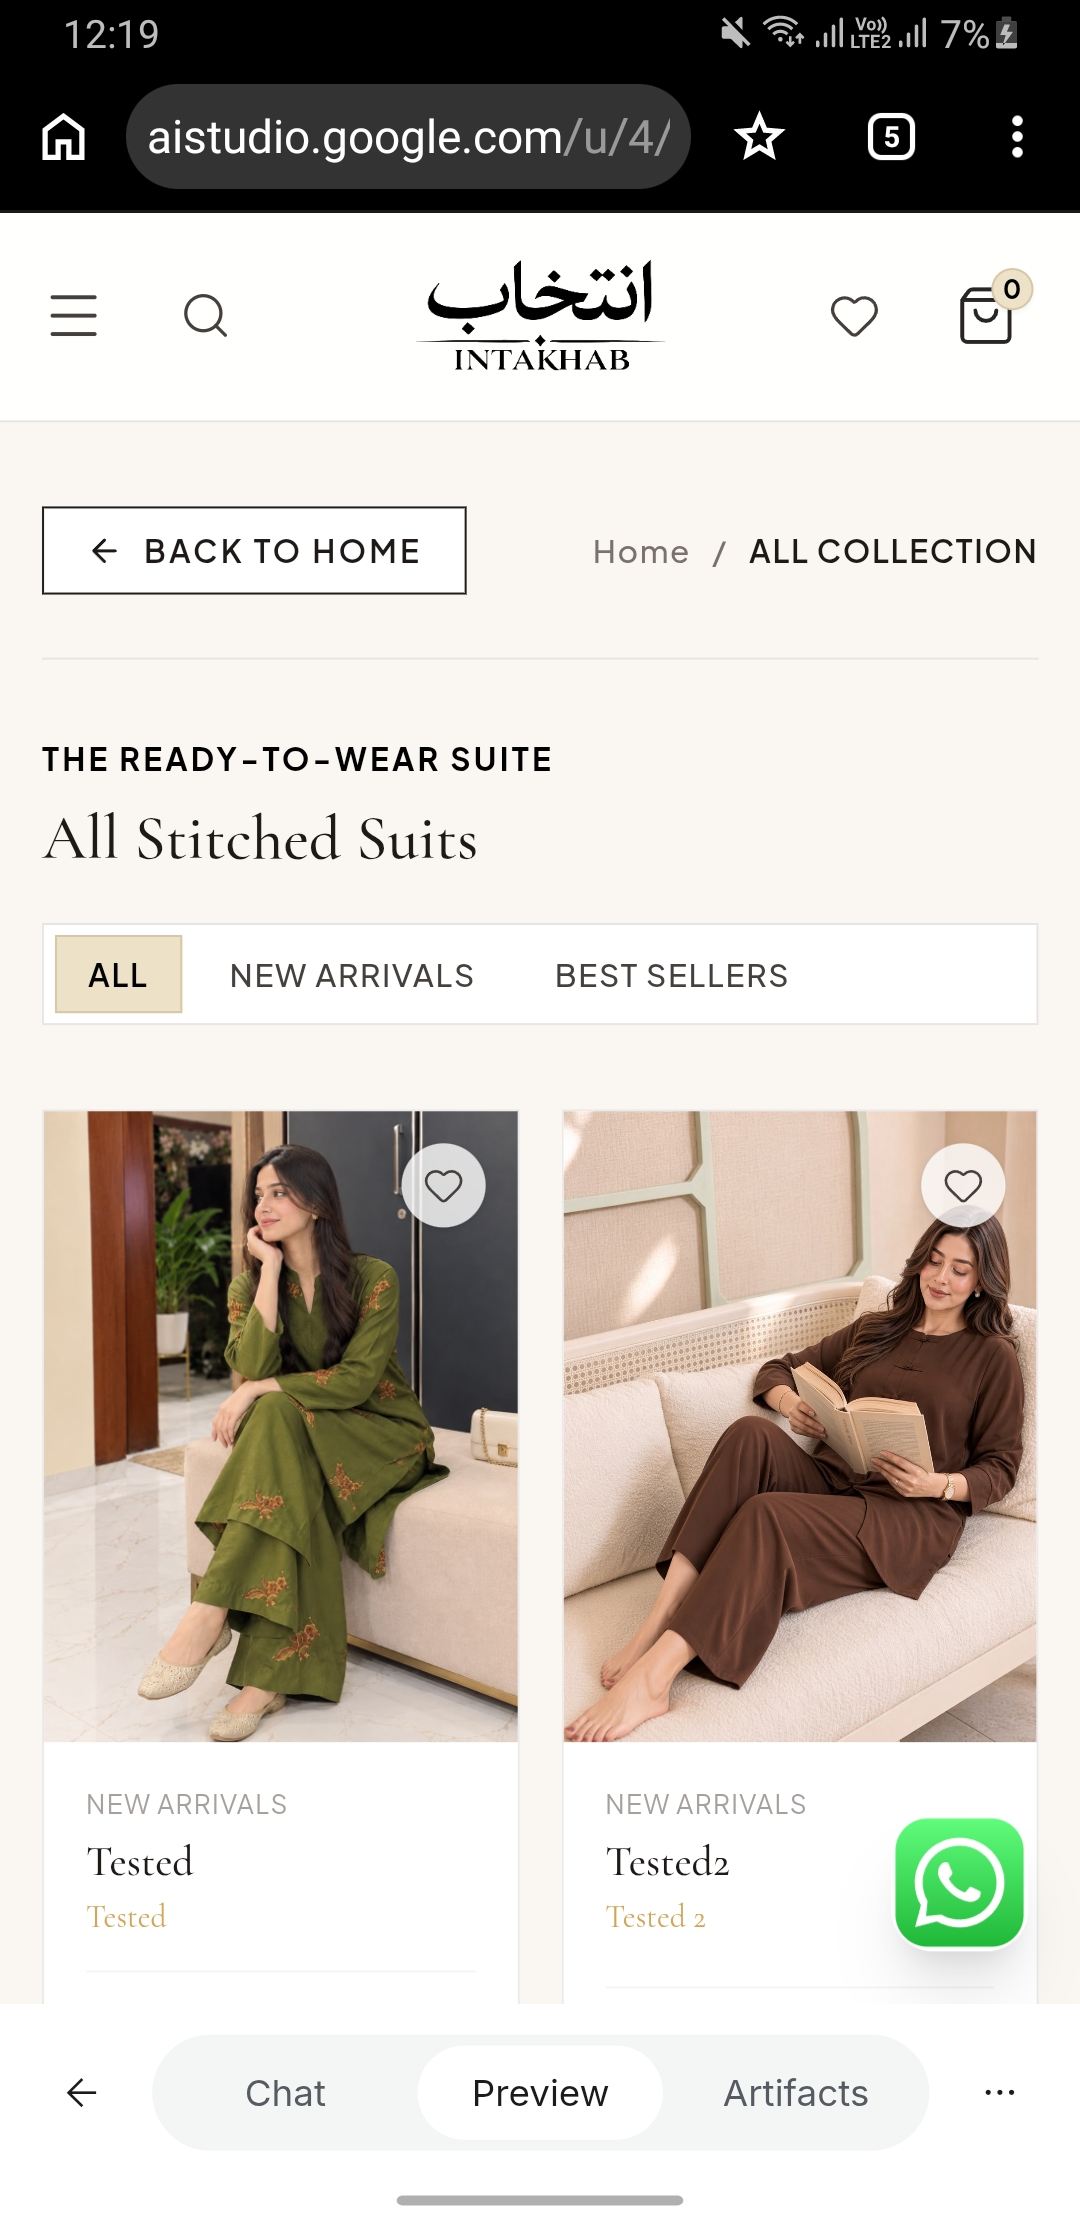 12:19
Vo)) LTE2 7%
aistudio.google.com/u/4/
5
انتخاب
INTAKHAB
0
← BACK TO HOME
Home / ALL COLLECTION
THE READY-TO-WEAR SUITE
All Stitched Suits
ALL NEW ARRIVALS BEST SELLERS
NEW ARRIVALS
Tested
Tested
NEW ARRIVALS
Tested2
Tested 2
Chat Preview Artifacts